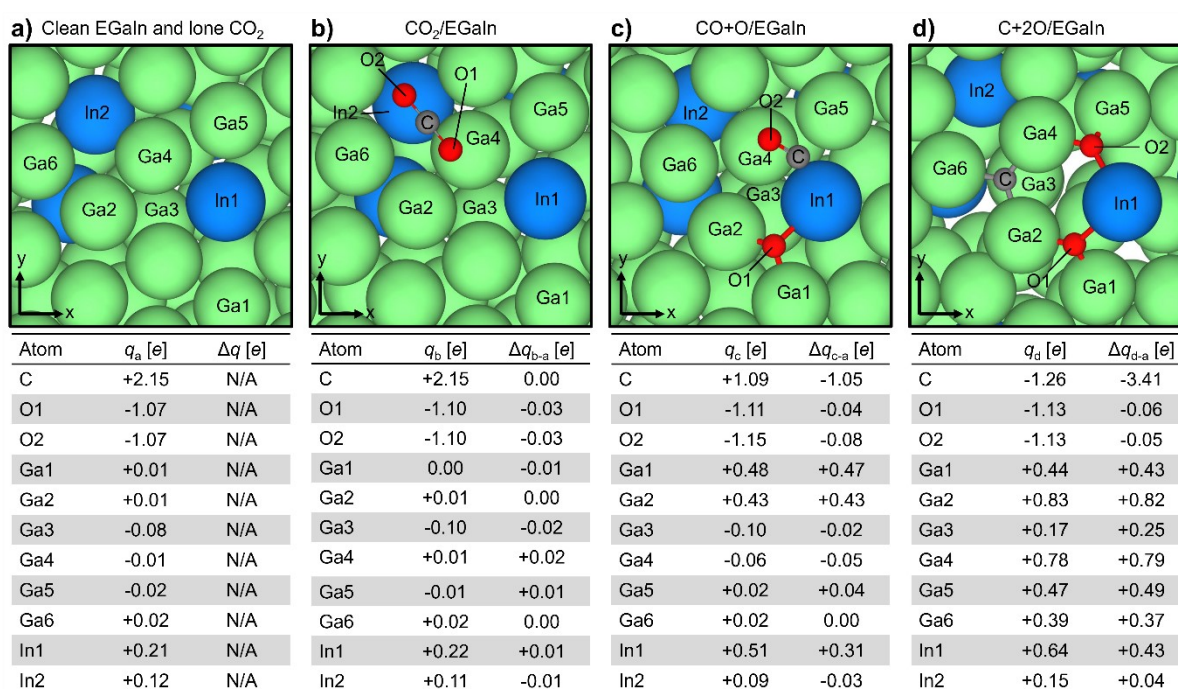 a) Clean EGaIn and lone CO2
b) CO2/EGaIn
c) CO+O/EGaIn
d) C+2O/EGaIn
In2
Ga5
Ga4
Ga6
Ga2
Ga3
In1
Ga1
y
x
O2
O1
In2
C
Ga5
Ga4
Ga6
Ga2
Ga3
In1
Ga1
y
x
In2
O2
Ga5
Ga6
Ga4
C
Ga3
In1
Ga2
O1
Ga1
y
x
In2
Ga5
Ga4
O2
Ga6
C
Ga3
In1
Ga2
O1
Ga1
y
x
Atom qa [e] Δq [e]
C +2.15 N/A
O1 -1.07 N/A
O2 -1.07 N/A
Ga1 +0.01 N/A
Ga2 +0.01 N/A
Ga3 -0.08 N/A
Ga4 -0.01 N/A
Ga5 -0.02 N/A
Ga6 +0.02 N/A
In1 +0.21 N/A
In2 +0.12 N/A
Atom qb [e] Δqb-a [e]
C +2.15 0.00
O1 -1.10 -0.03
O2 -1.10 -0.03
Ga1 0.00 -0.01
Ga2 +0.01 0.00
Ga3 -0.10 -0.02
Ga4 +0.01 +0.02
Ga5 -0.01 +0.01
Ga6 +0.02 0.00
In1 +0.22 +0.01
In2 +0.11 -0.01
Atom qc [e] Δqc-a [e]
C +1.09 -1.05
O1 -1.11 -0.04
O2 -1.15 -0.08
Ga1 +0.48 +0.47
Ga2 +0.43 +0.43
Ga3 -0.10 -0.02
Ga4 -0.06 -0.05
Ga5 +0.02 +0.04
Ga6 +0.02 0.00
In1 +0.51 +0.31
In2 +0.09 -0.03
Atom qd [e] Δqd-a [e]
C -1.26 -3.41
O1 -1.13 -0.06
O2 -1.13 -0.05
Ga1 +0.44 +0.43
Ga2 +0.83 +0.82
Ga3 +0.17 +0.25
Ga4 +0.78 +0.79
Ga5 +0.47 +0.49
Ga6 +0.39 +0.37
In1 +0.64 +0.43
In2 +0.15 +0.04